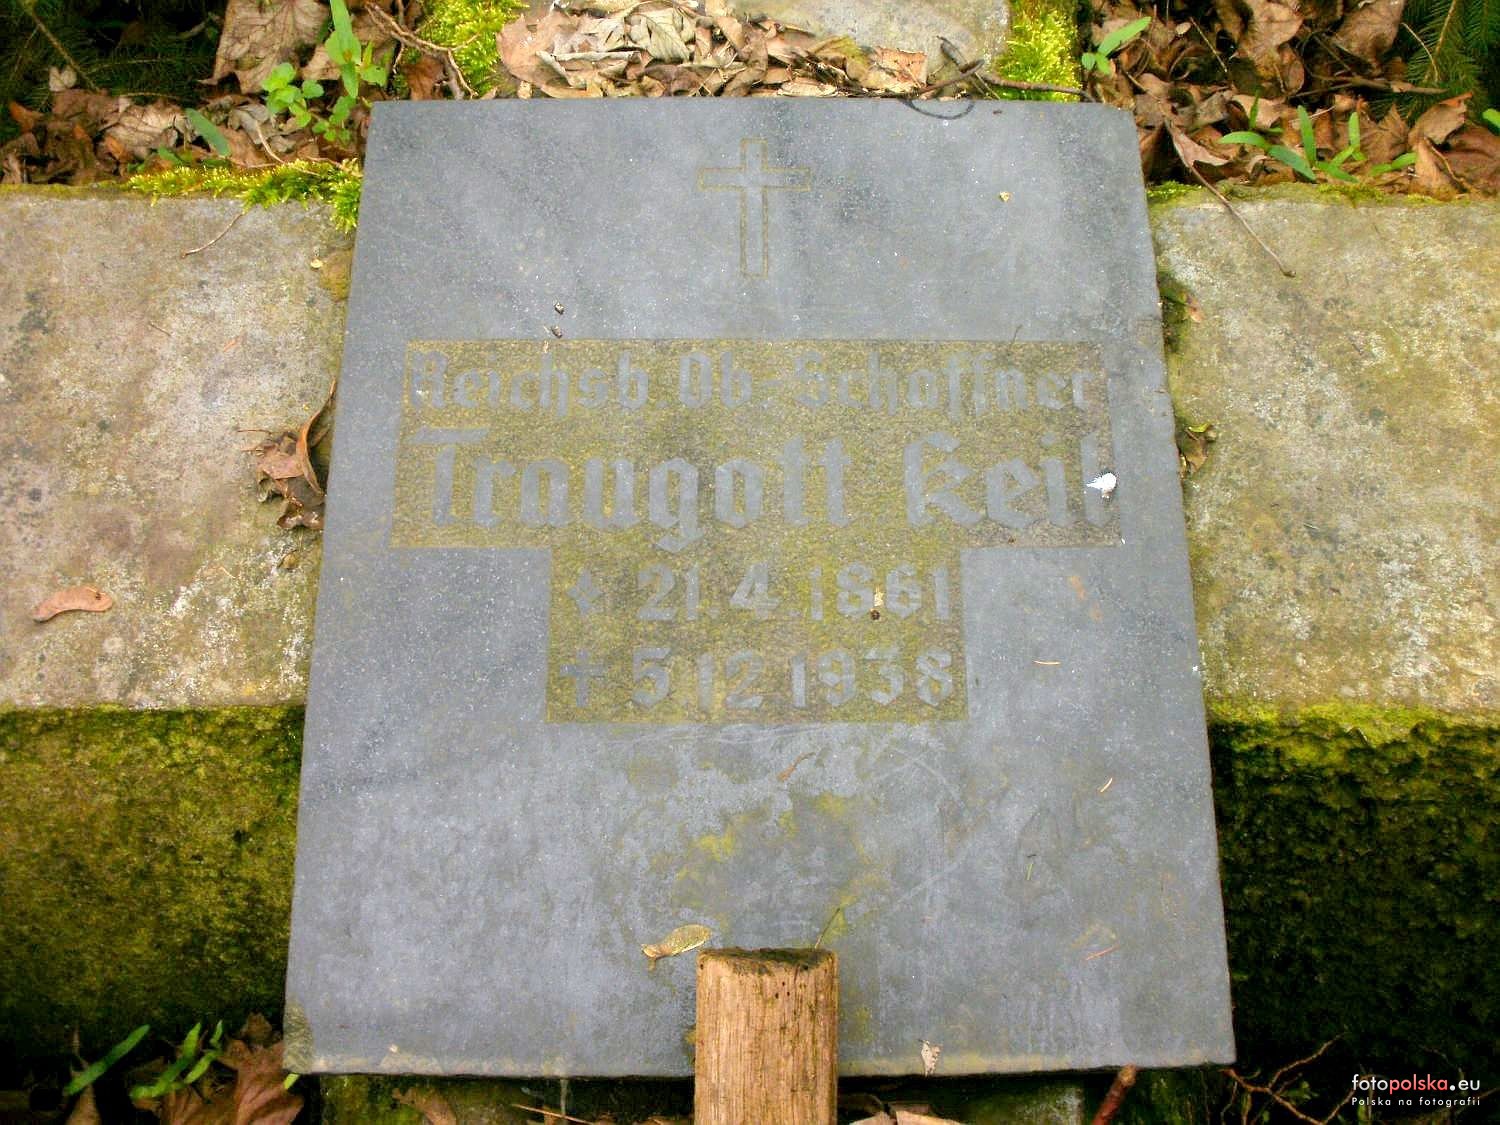 Reichsb. Ob.-Schaffner
Traugott Keil
* 21.4.1861
† 5.12.1938
fotopolska.eu
Polska na fotografii